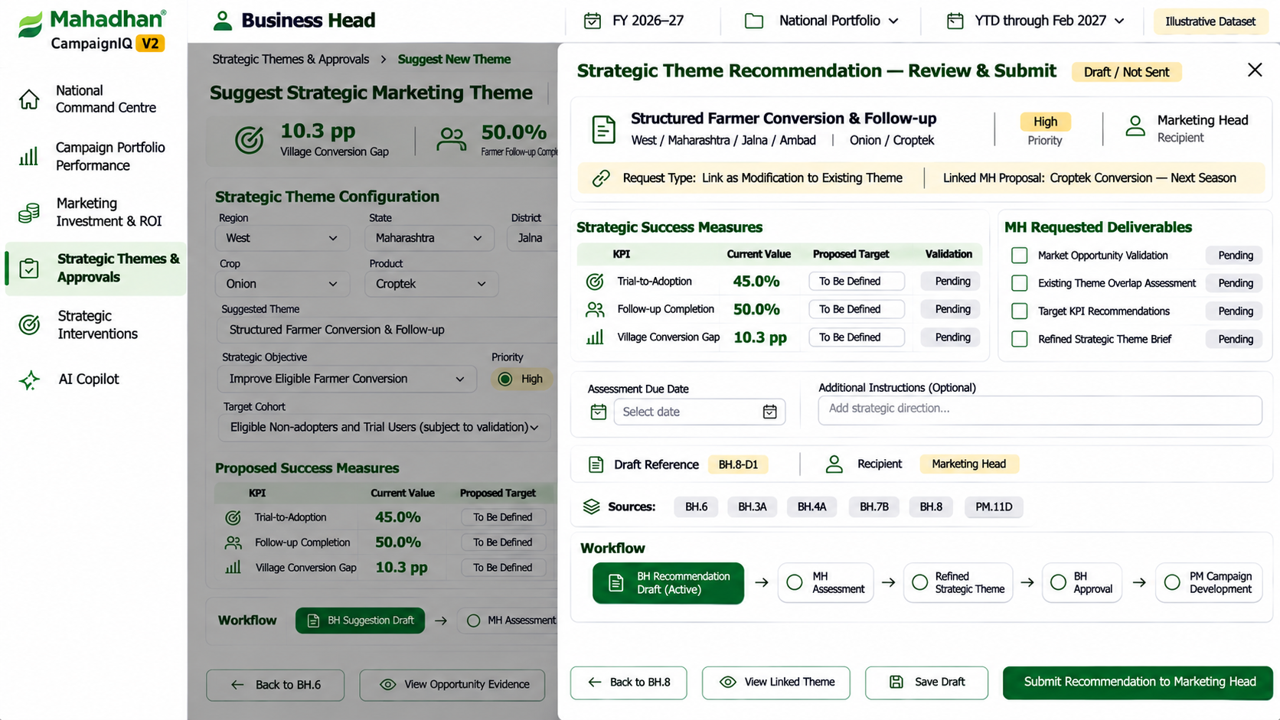 Mahadhan®
CampaignIQ V2
National
Command Centre
Campaign Portfolio
Performance
Marketing
Investment & ROI
Strategic Themes &
Approvals
Strategic
Interventions
AI Copilot
Business Head
FY 2026–27
National Portfolio
YTD through Feb 2027
Illustrative Dataset
Strategic Themes & Approvals > Suggest New Theme
Suggest Strategic Marketing Theme
10.3 pp
Village Conversion Gap
50.0%
Farmer Follow-up Comple
Strategic Theme Configuration
Region State District
West Maharashtra Jalna
Crop Product
Onion Croptek
Suggested Theme
Structured Farmer Conversion & Follow-up
Strategic Objective Priority
Improve Eligible Farmer Conversion High
Target Cohort
Eligible Non-adopters and Trial Users (subject to validation)
Proposed Success Measures
KPI Current Value Proposed Target
Trial-to-Adoption 45.0% To Be Defined
Follow-up Completion 50.0% To Be Defined
Village Conversion Gap 10.3 pp To Be Defined
Workflow BH Suggestion Draft → MH Assessment
← Back to BH.6 View Opportunity Evidence
Strategic Theme Recommendation — Review & Submit Draft / Not Sent
Structured Farmer Conversion & Follow-up
West / Maharashtra / Jalna / Ambad | Onion / Croptek
High
Priority
Marketing Head
Recipient
Request Type: Link as Modification to Existing Theme | Linked MH Proposal: Croptek Conversion — Next Season
Strategic Success Measures
KPI Current Value Proposed Target Validation
Trial-to-Adoption 45.0% To Be Defined Pending
Follow-up Completion 50.0% To Be Defined Pending
Village Conversion Gap 10.3 pp To Be Defined Pending
MH Requested Deliverables
Market Opportunity Validation Pending
Existing Theme Overlap Assessment Pending
Target KPI Recommendations Pending
Refined Strategic Theme Brief Pending
Assessment Due Date
Select date
Additional Instructions (Optional)
Add strategic direction...
Draft Reference BH.8-D1 | Recipient Marketing Head
Sources: BH.6 BH.3A BH.4A BH.7B BH.8 PM.11D
Workflow
BH Recommendation
Draft (Active)
→ MH
Assessment
→ Refined
Strategic Theme
→ BH
Approval
→ PM Campaign
Development
← Back to BH.8 View Linked Theme Save Draft Submit Recommendation to Marketing Head